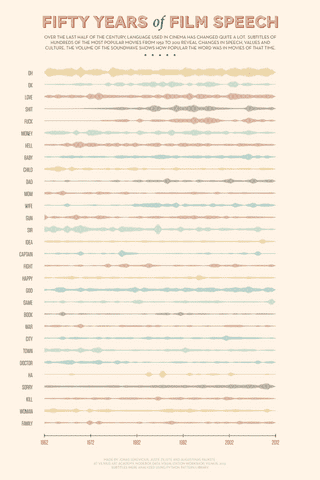 FIFTY YEARS of FILM SPEECH
OVER THE LAST HALF OF THE CENTURY, LANGUAGE USED IN CINEMA HAS CHANGED QUITE A LOT. SUBTITLES OF
HUNDREDS OF THE MOST POPULAR MOVIES FROM 1962 TO 2012 REVEAL CHANGES IN SPEECH, VALUES AND
CULTURE. THE VOLUME OF THE SOUNDWAVE SHOWS HOW POPULAR THE WORD WAS IN MOVIES OF THAT TIME.
OH
OK
LOVE
SHIT
FUCK
MONEY
HELL
BABY
CHILD
DAD
MOM
WIFE
SIR
IDEA
CAPTAIN
FIGHT
HAPPY
GOD
GAME
BOOK
WAR
CITY
TOWN
DOCTOR
HA
SORRY
KILL
WOMAN
FAMILY
1962 1972 1982 1992 2002 2012